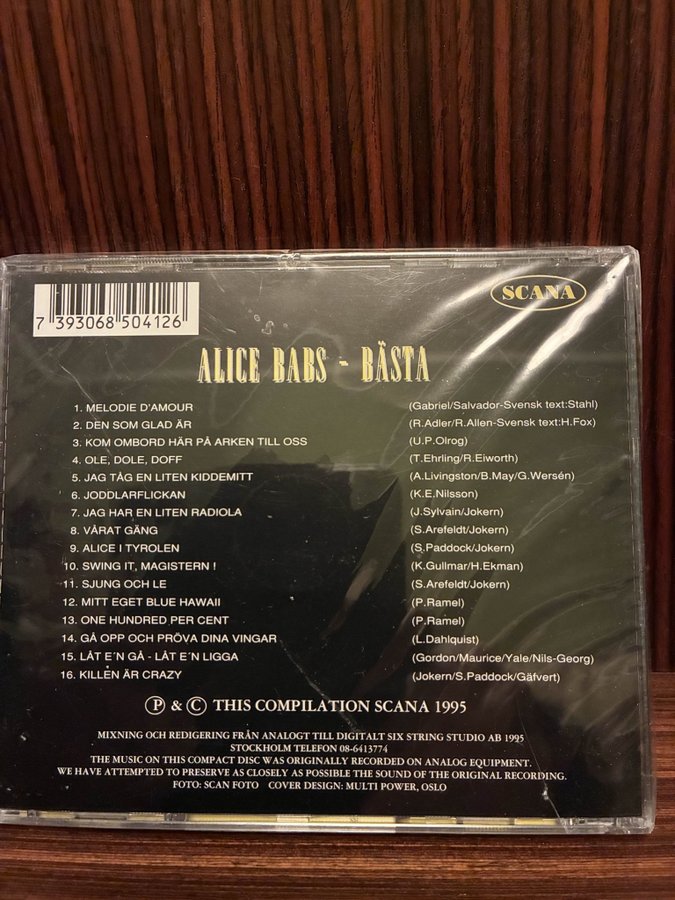 SCANA
7 393068 504126
ALICE BABS - BÄSTA
1. MELODIE D'AMOUR (Gabriel/Salvador-Svensk text:Stahl)
2. DEN SOM GLAD ÄR (R.Adler/R.Allen-Svensk text:H.Fox)
3. KOM OMBORD HÄR PÅ ARKEN TILL OSS (U.P.Olrog)
4. OLE, DOLE, DOFF (T.Ehrling/R.Eiworth)
5. JAG TÅG EN LITEN KIDDEMITT (A.Livingston/B.May/G.Wersén)
6. JODDLARFLICKAN (K.E.Nilsson)
7. JAG HAR EN LITEN RADIOLA (J.Sylvain/Jokern)
8. VÅRAT GÄNG (S.Arefeldt/Jokern)
9. ALICE I TYROLEN (S.Paddock/Jokern)
10. SWING IT, MAGISTERN ! (K.Gullmar/H.Ekman)
11. SJUNG OCH LE (S.Arefeldt/Jokern)
12. MITT EGET BLUE HAWAII (P.Ramel)
13. ONE HUNDRED PER CENT (P.Ramel)
14. GÅ OPP OCH PRÖVA DINA VINGAR (L.Dahlquist)
15. LÅT E´N GÅ - LÅT E´N LIGGA (Gordon/Maurice/Yale/Nils-Georg)
16. KILLEN ÄR CRAZY (Jokern/S.Paddock/Gäfvert)
Ⓟ & Ⓒ THIS COMPILATION SCANA 1995
MIXNING OCH REDIGERING FRÅN ANALOGT TILL DIGITALT SIX STRING STUDIO AB 1995
STOCKHOLM TELEFON 08-6413774
THE MUSIC ON THIS COMPACT DISC WAS ORIGINALLY RECORDED ON ANALOG EQUIPMENT.
WE HAVE ATTEMPTED TO PRESERVE AS CLOSELY AS POSSIBLE THE SOUND OF THE ORIGINAL RECORDING.
FOTO: SCAN FOTO COVER DESIGN: MULTI POWER, OSLO